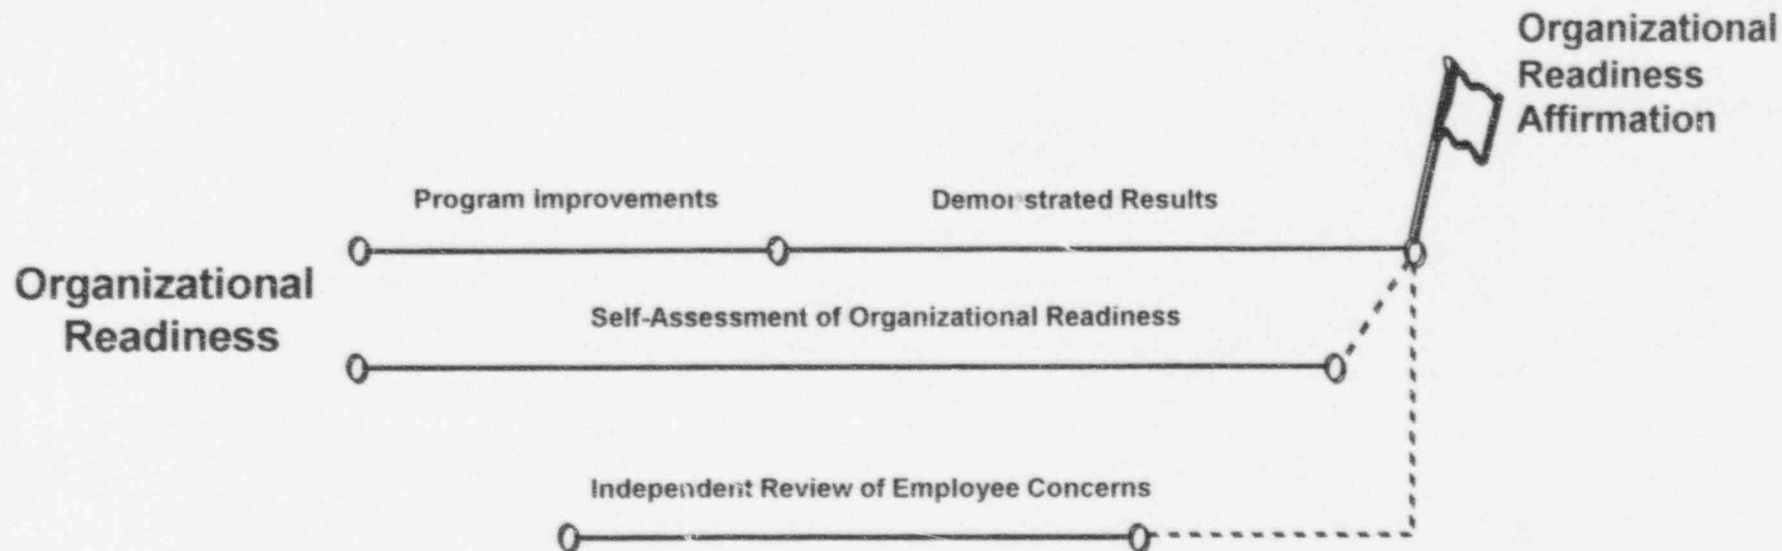 Organizational
Readiness
Affirmation
Program Improvements
Demonstrated Results
Organizational
Readiness
Self-Assessment of Organizational Readiness
Independent Review of Employee Concerns